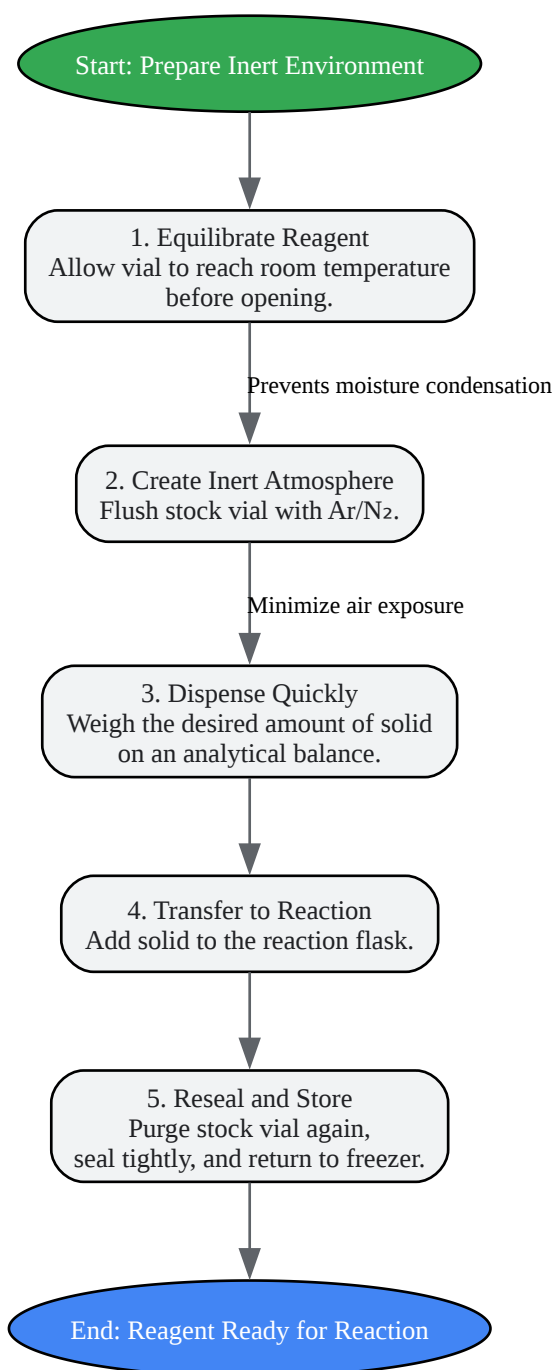 Start: Prepare Inert Environment
1. Equilibrate Reagent
Allow vial to reach room temperature
before opening.
Prevents moisture condensation
2. Create Inert Atmosphere
Flush stock vial with Ar/N₂.
Minimize air exposure
3. Dispense Quickly
Weigh the desired amount of solid
on an analytical balance.
4. Transfer to Reaction
Add solid to the reaction flask.
5. Reseal and Store
Purge stock vial again,
seal tightly, and return to freezer.
End: Reagent Ready for Reaction